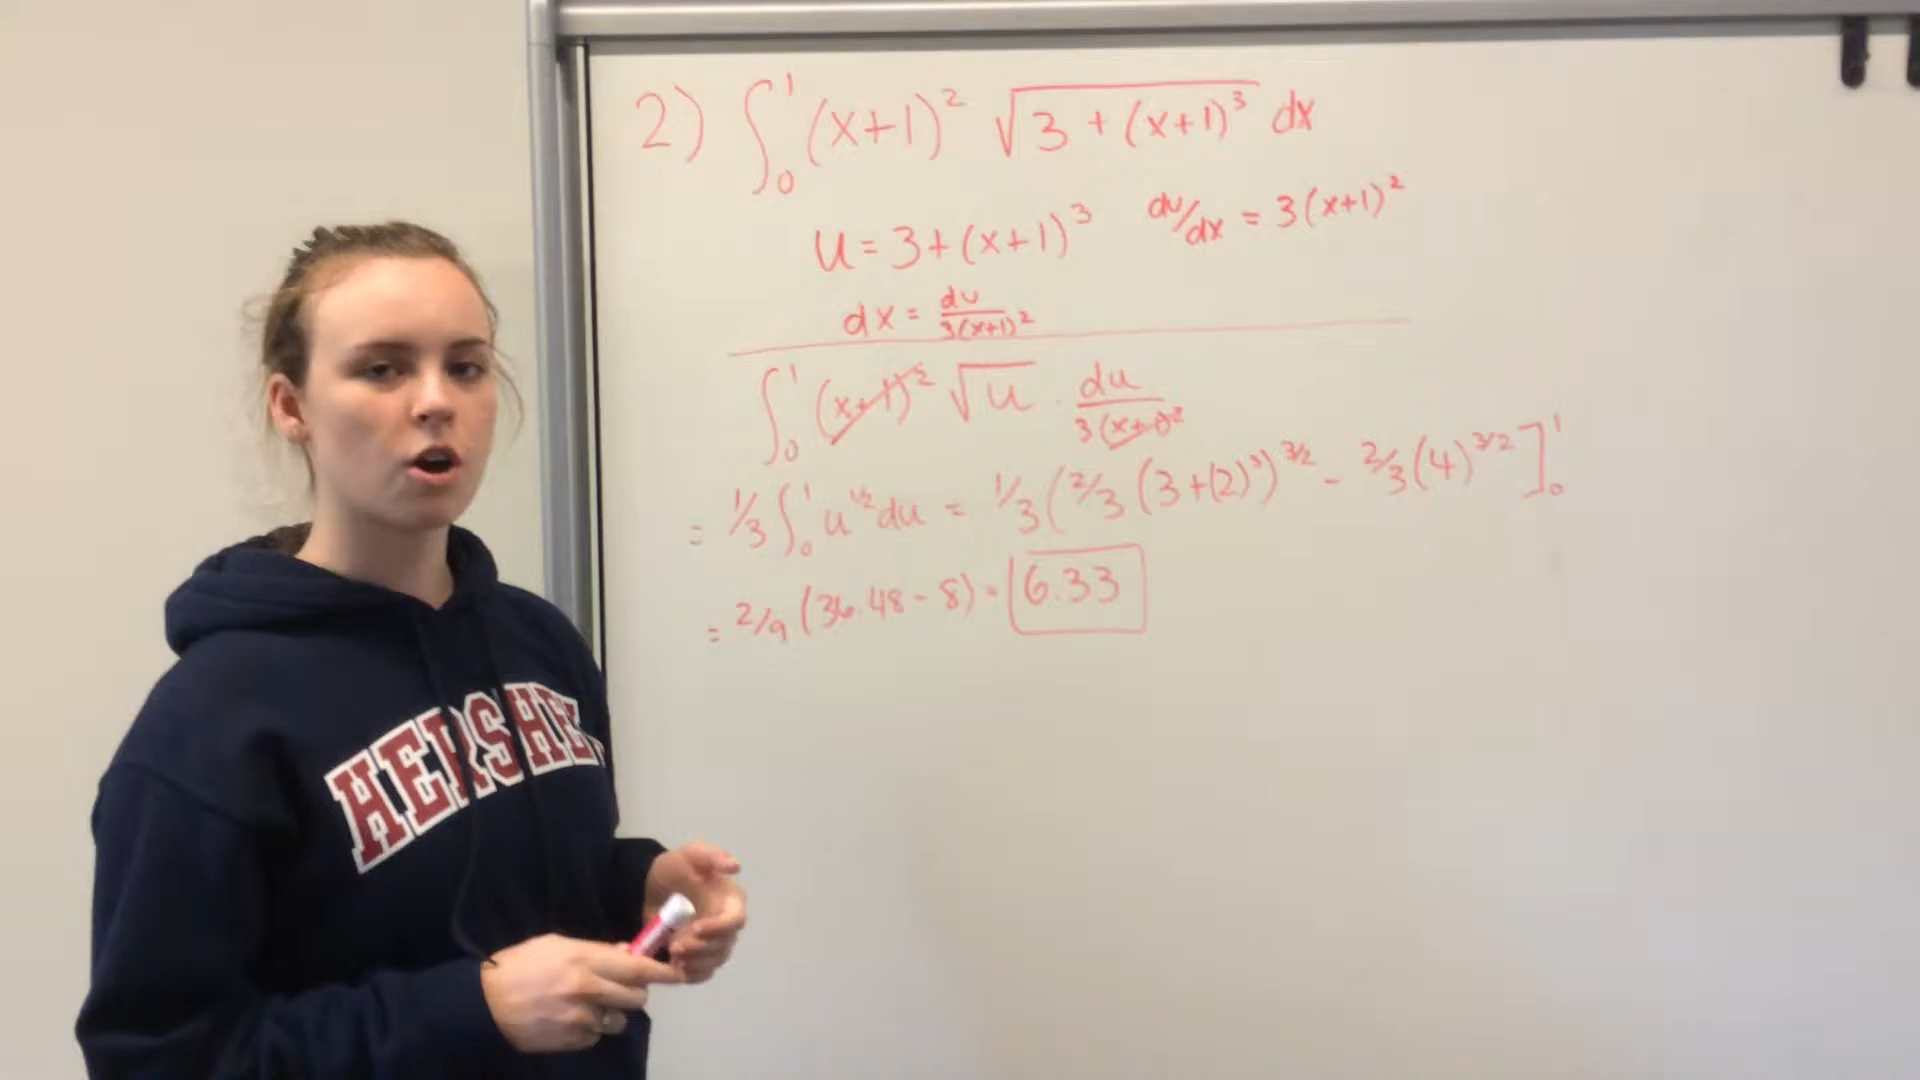 2) ∫₀¹ (x+1)² √(3 + (x+1)³) dx
u = 3+(x+1)³ du/dx = 3(x+1)²
dx = du/3(x+1)²
∫₀¹ (x+1)² √u · du/3(x+1)²
= 1/3 ∫₀¹ u^1/2 du = 1/3 (2/3 (3+(2)³)^3/2 - 2/3 (4)^3/2 ]₀¹
= 2/9 (36.48 - 8) = 6.33
HERSHEY